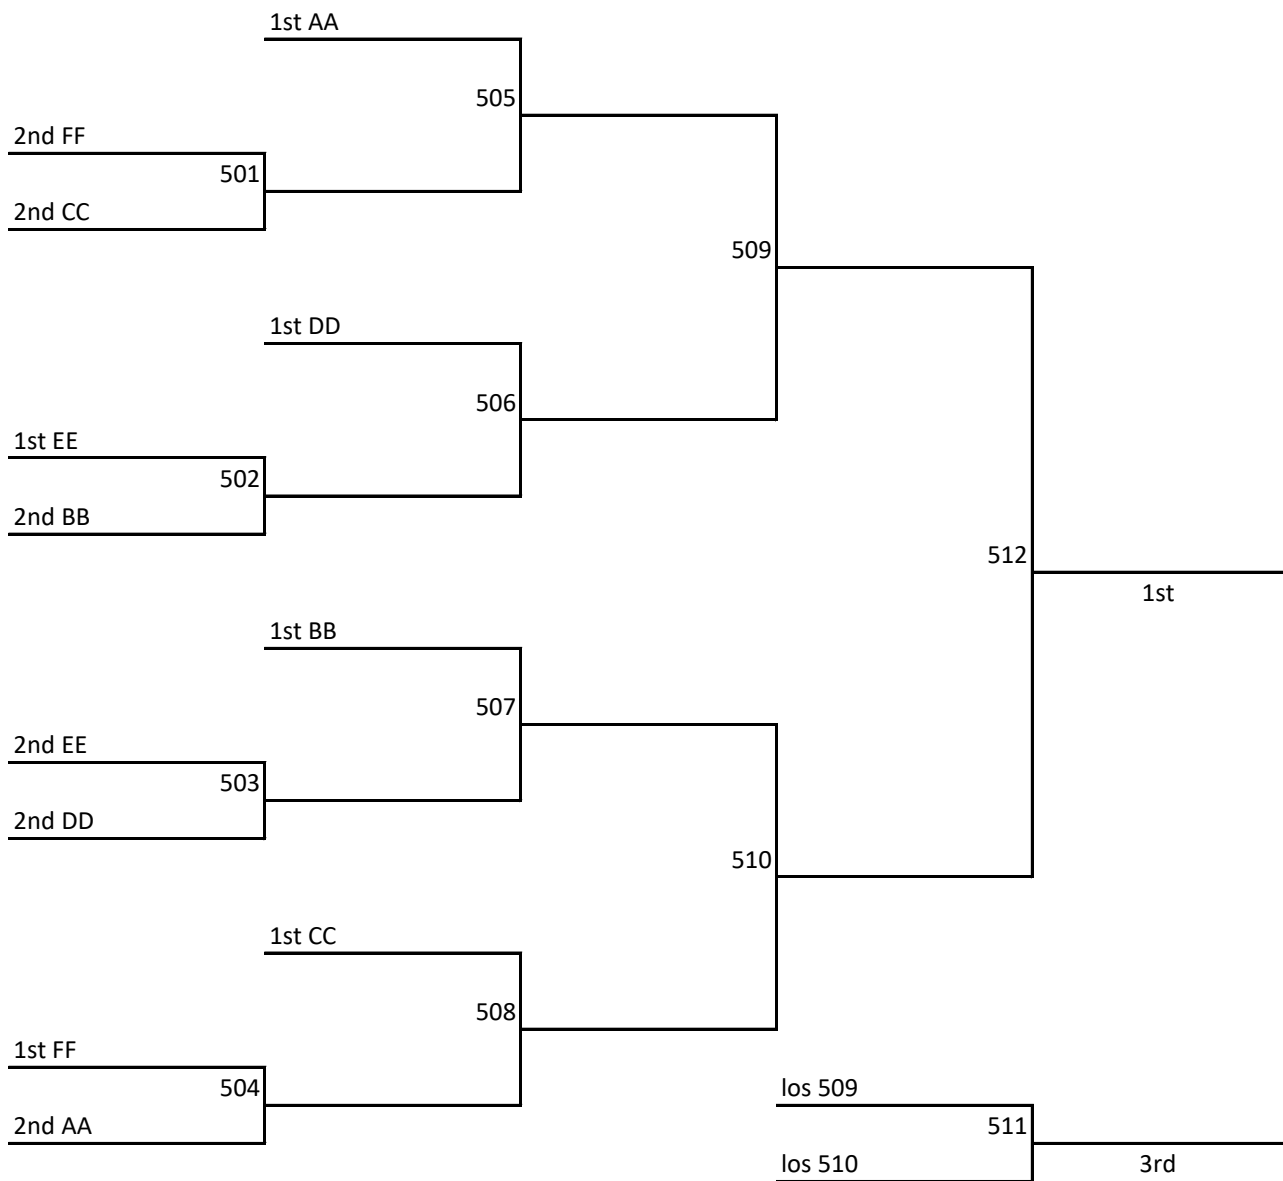 1st AA
505
2nd FF
501
2nd CC
509
1st DD
506
1st EE
502
2nd BB
512
1st
1st BB
507
2nd EE
503
2nd DD
510
1st CC
508
1st FF
504
2nd AA
los 509
511
los 510
3rd